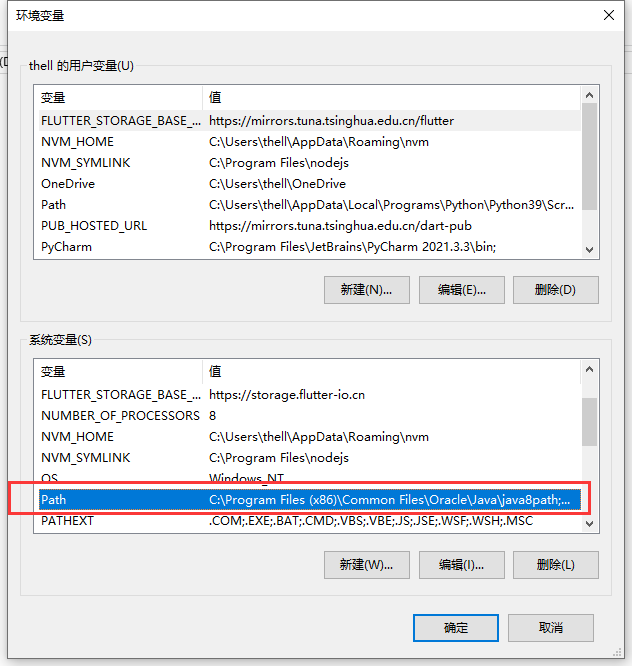 环境变量
(D
thell 的用户变量(U)
变量 值
FLUTTER_STORAGE_BASE_... https://mirrors.tuna.tsinghua.edu.cn/flutter
NVM_HOME C:\Users\thell\AppData\Roaming\nvm
NVM_SYMLINK C:\Program Files\nodejs
OneDrive C:\Users\thell\OneDrive
Path C:\Users\thell\AppData\Local\Programs\Python\Python39\Scr...
PUB_HOSTED_URL https://mirrors.tuna.tsinghua.edu.cn/dart-pub
PyCharm C:\Program Files\JetBrains\PyCharm 2021.3.3\bin;
新建(N)... 编辑(E)... 删除(D)
系统变量(S)
变量 值
FLUTTER_STORAGE_BASE_... https://storage.flutter-io.cn
NUMBER_OF_PROCESSORS 8
NVM_HOME C:\Users\thell\AppData\Roaming\nvm
NVM_SYMLINK C:\Program Files\nodejs
OS Windows_NT
Path C:\Program Files (x86)\Common Files\Oracle\Java\java8path;...
PATHEXT .COM;.EXE;.BAT;.CMD;.VBS;.VBE;.JS;.JSE;.WSF;.WSH;.MSC
新建(W)... 编辑(I)... 删除(L)
确定 取消